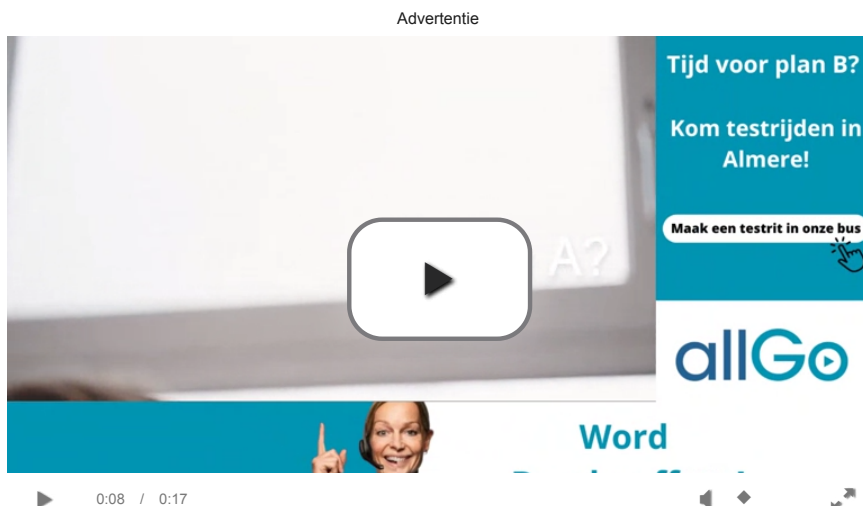 Advertentie
A?
Tijd voor plan B?
Kom testrijden in
Almere!
Maak een testrit in onze bus
allGo
Word
0:08 / 0:17